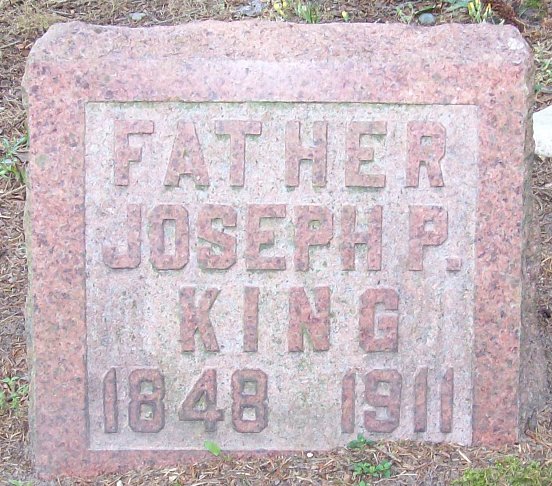 FATHER
JOSEPH P.
KING
1848 1911